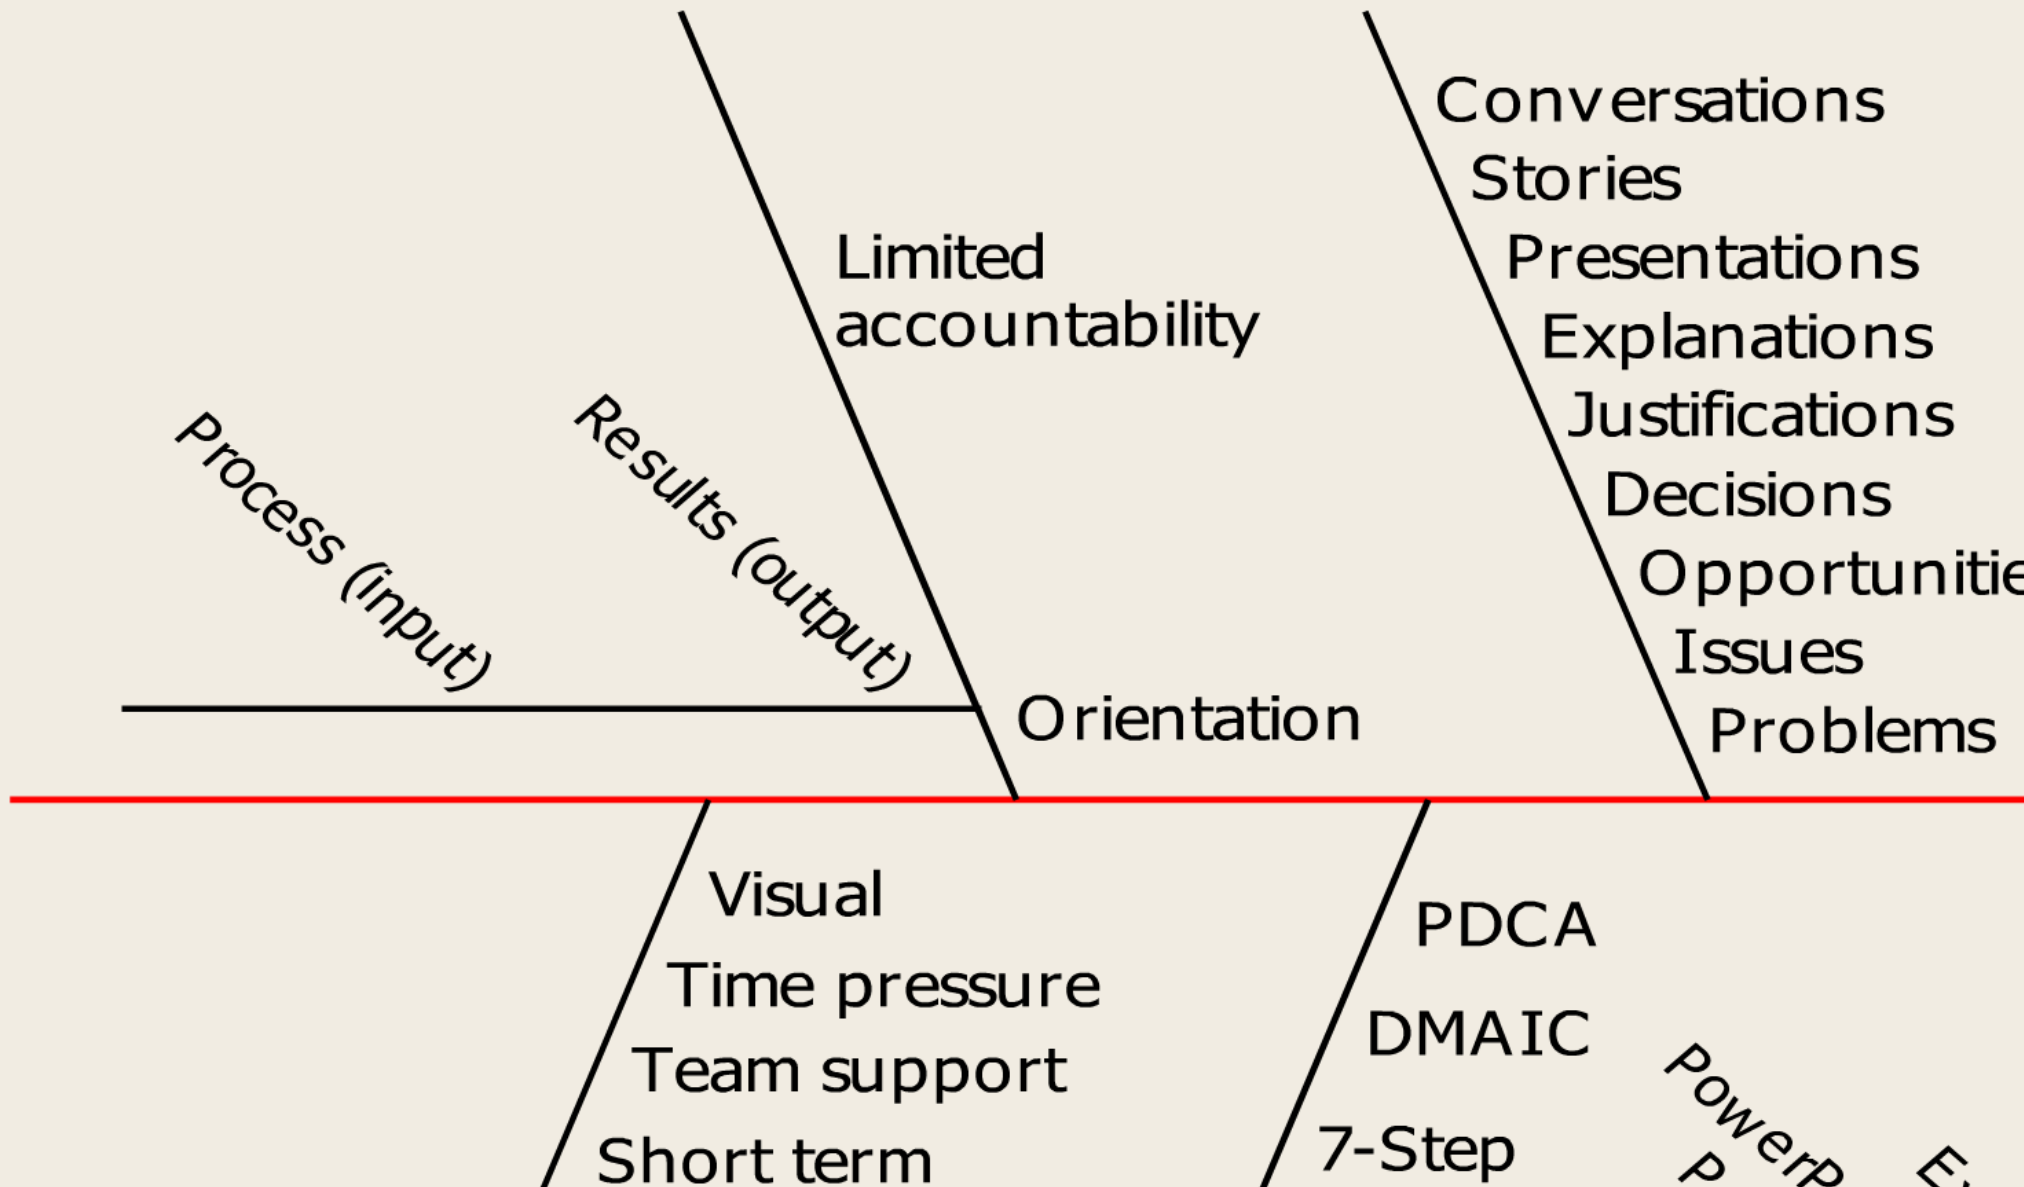 Conversations
Stories
Limited
accountability
Presentations
Explanations
Justifications
Process (input)
Results (output)
Decisions
Issues
Orientation
Problems
Visual
Time pressure
Team support
Short term
PDCA
DMAIC
7-Step